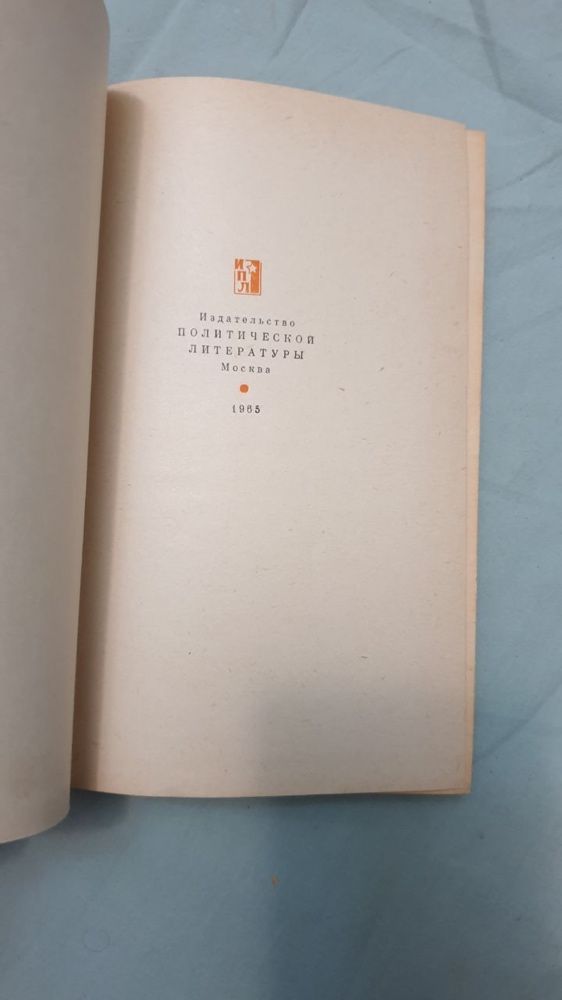 И
П
Л
Издательство
ПОЛИТИЧЕСКОЙ
ЛИТЕРАТУРЫ
Москва
1965